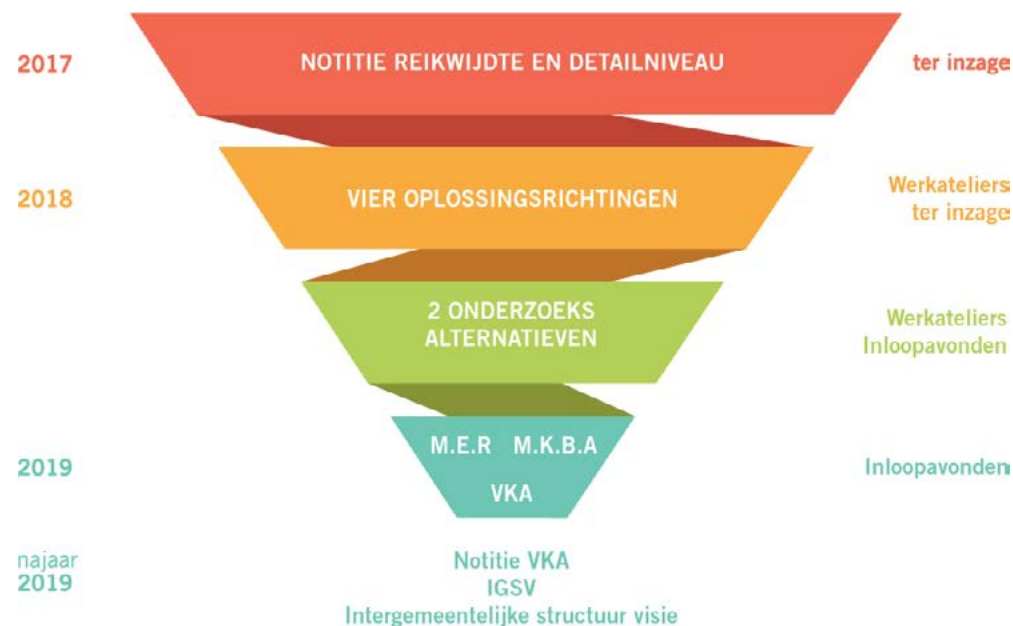 2017
NOTITIE REIKWIJDTE EN DETAILNIVEAU
ter inzage
2018
VIER OPLOSSINGSRICHTINGEN
Werkateliers
ter inzage
2 ONDERZOEKS
ALTERNATIEVEN
Werkateliers
Inloopavonden
2019
M.E.R M.K.B.A
VKA
Inloopavonden
najaar
2019
Notitie VKA
IGSV
Intergemeentelijke structuur visie